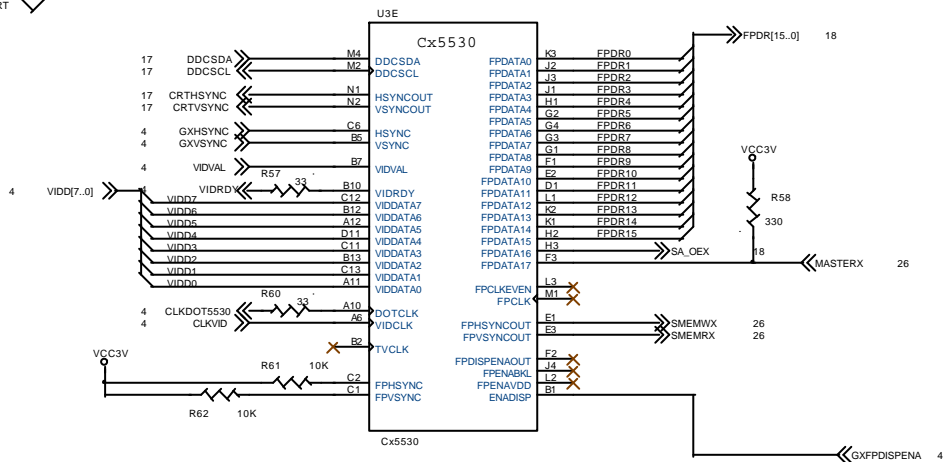 RT
U3E
Cx5530
17 DDCSDA M4 DDCSDA FPDATA0 K3 FPDR0 FPDR[15..0] 18
17 DDCSCL M2 DDCSCL FPDATA1 J2 FPDR1
FPDATA2 J3 FPDR2
17 CRTHSYNC N1 HSYNCOUT FPDATA3 J1 FPDR3
17 CRTVSYNC N2 VSYNCOUT FPDATA4 H1 FPDR4
FPDATA5 G2 FPDR5
4 GXHSYNC C6 HSYNC FPDATA6 G4 FPDR6
4 GXVSYNC B5 VSYNC FPDATA7 G3 FPDR7
FPDATA8 G1 FPDR8 VCC3V
4 VIDVAL B7 VIDVAL FPDATA9 F1 FPDR9
R57 33
FPDATA10 E2 FPDR10
4 VIDD[7..0] 4 VIDRDY B10 VIDRDY FPDATA11 D1 FPDR11
VIDD7 C12 VIDDATA7 FPDATA12 L1 FPDR12 R58
VIDD6 B12 VIDDATA6 FPDATA13 K2 FPDR13
VIDD5 A12 VIDDATA5 FPDATA14 K1 FPDR14 330
VIDD4 D11 VIDDATA4 FPDATA15 H2 FPDR15
VIDD3 C11 VIDDATA3 FPDATA16 H3 SA_OEX 18
VIDD2 B13 VIDDATA2 FPDATA17 F3 MASTERX 26
VIDD1 C13 VIDDATA1
VIDD0 A11 VIDDATA0 FPCLKEVEN L3
R60 33 FPCLK M1
4 CLKDOT5530 A10 DOTCLK
4 CLKVID A6 VIDCLK FPHSYNCOUT E1 SMEMWX 26
FPVSYNCOUT E3 SMEMRX 26
B2 TVCLK
VCC3V FPDISPENAOUT F2
R61 10K FPENABKL J4
C2 FPHSYNC FPENAVDD L2
C1 FPVSYNC ENADISP B1
R62 10K
Cx5530
GXFPDISPENA 4